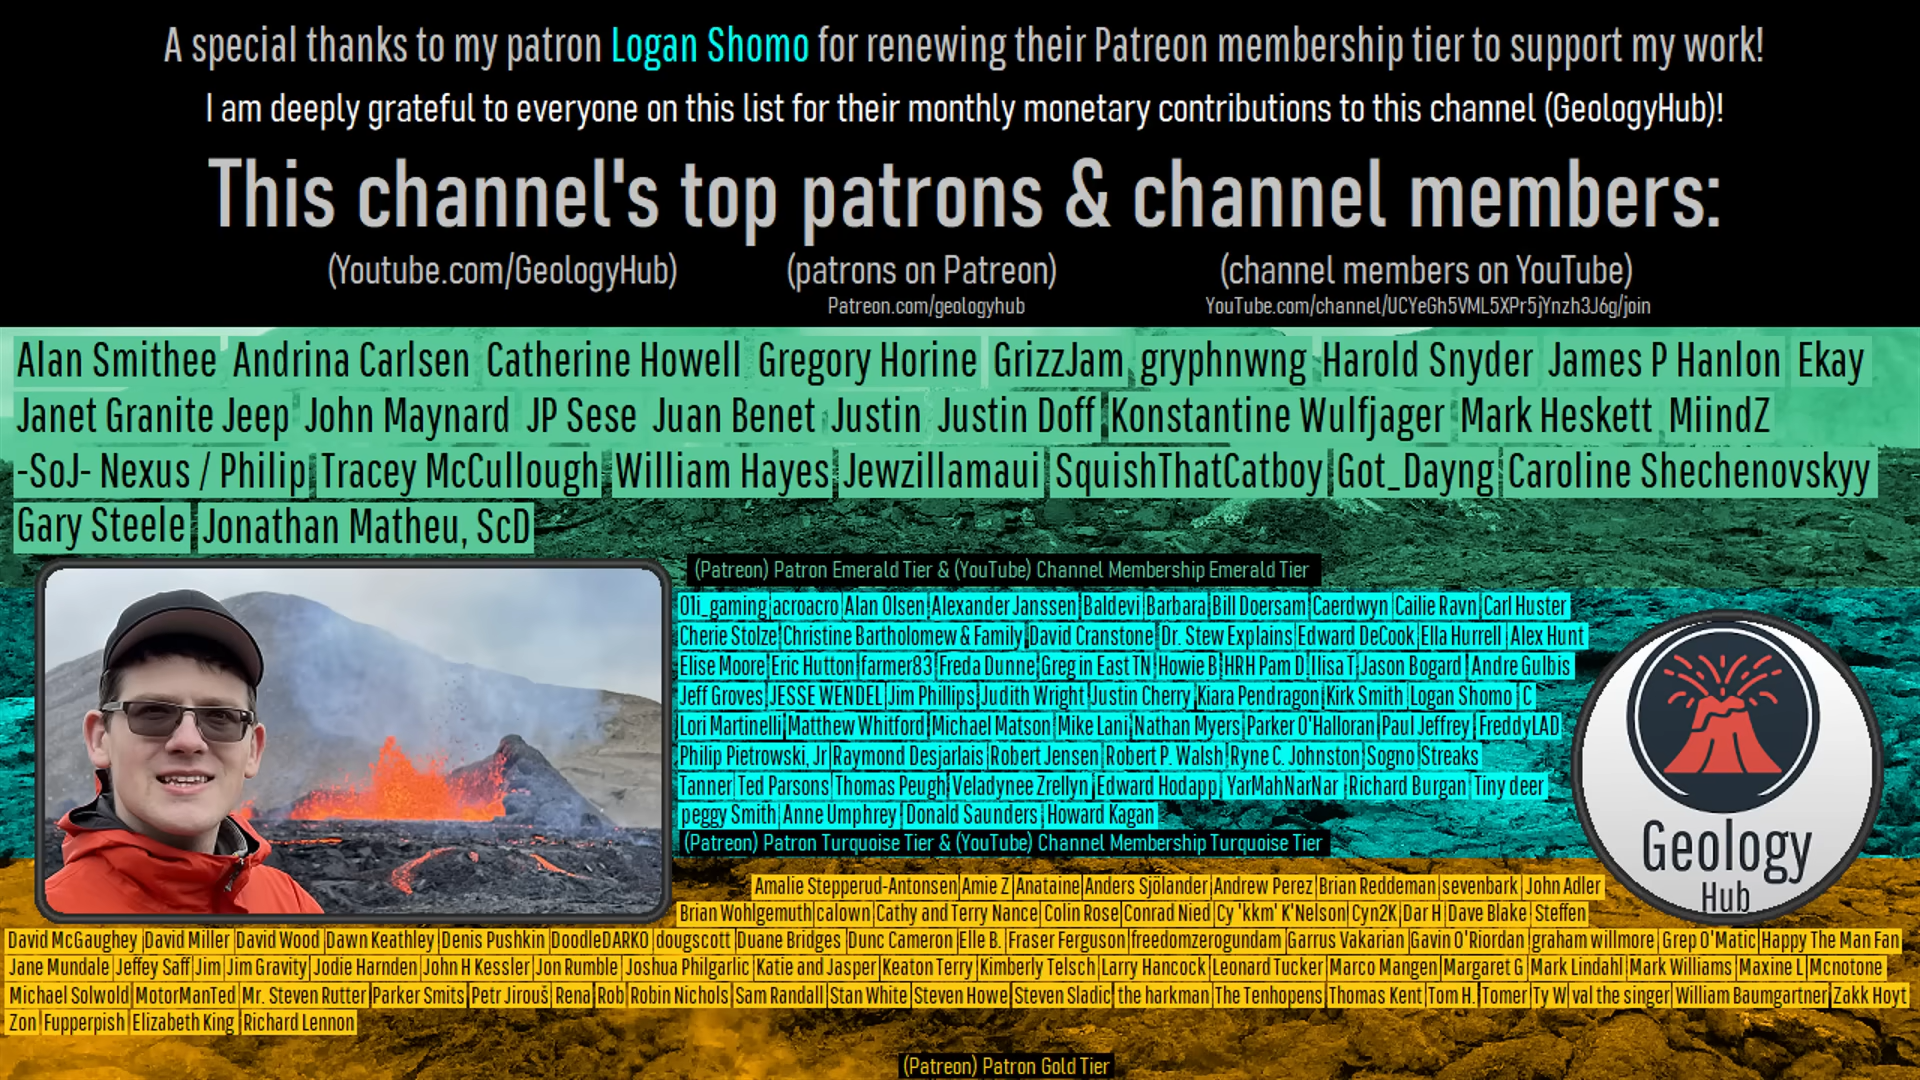 A special thanks to my patron Logan Shomo for renewing their Patreon membership tier to support my work!
I am deeply grateful to everyone on this list for their monthly monetary contributions to this channel (GeologyHub)!
This channel's top patrons & channel members:
(Youtube.com/GeologyHub) (patrons on Patreon) (channel members on YouTube)
Patreon.com/geologyhub YouTube.com/channel/UCYeGh5VML5XPr5jYnzh3J6g/join
Alan Smithee Andrina Carlsen Catherine Howell Gregory Horine GrizzJam gryphnwng Harold Snyder James P Hanlon Ekay
Janet Granite Jeep John Maynard JP Sese Juan Benet Justin Justin Doff Konstantine Wulfjager Mark Heskett MiindZ
-SoJ- Nexus / Philip Tracey McCullough William Hayes Jewzillamaui SquishThatCatboy Got_Dayng Caroline Shechenovskyy
Gary Steele Jonathan Matheu, ScD
(Patreon) Patron Emerald Tier & (YouTube) Channel Membership Emerald Tier
01i_gaming acroacro Alan Olsen Alexander Janssen Baldevi Barbara Bill Doersam Caerdwyn Cailie Ravn Carl Huster
Cherie Stolze Christine Bartholomew & Family David Cranstone Dr. Stew Explains Edward DeCook Ella Hurrell Alex Hunt
Elise Moore Eric Hutton farmer83 Freda Dunne Greg in East TN Howie B HRH Pam D Ilisa T Jason Bogard Andre Gulbis
Jeff Groves JESSE WENDEL Jim Phillips Judith Wright Justin Cherry Kiara Pendragon Kirk Smith Logan Shomo C
Lori Martinelli Matthew Whitford Michael Matson Mike Lani Nathan Myers Parker O'Halloran Paul Jeffrey FreddyLAD
Philip Pietrowski, Jr Raymond Desjarlais Robert Jensen Robert P. Walsh Ryne C. Johnston Sogno Streaks
Tanner Ted Parsons Thomas Peugh Veladynee Zrellyn Edward Hodapp YarMahNarNar Richard Burgan Tiny deer
peggy Smith Anne Umphrey Donald Saunders Howard Kagan
(Patreon) Patron Turquoise Tier & (YouTube) Channel Membership Turquoise Tier
Geology
Hub
Amalie Stepperud-Antonsen Amie Z Anataine Anders Sjölander Andrew Perez Brian Reddeman sevenbark John Adler
Brian Wohlgemuth calown Cathy and Terry Nance Colin Rose Conrad Nied Cy 'kkm' K'Nelson Cyn2K Dar H Dave Blake Steffen
David McGaughey David Miller David Wood Dawn Keathley Denis Pushkin DoodleDARKO dougscott Duane Bridges Dunc Cameron Elle B. Fraser Ferguson freedomzerogundam Garrus Vakarian Gavin O'Riordan graham willmore Grep O'Matic Happy The Man Fan
Jane Mundale Jeffey Saff Jim Jim Gravity Jodie Harnden John H Kessler Jon Rumble Joshua Philgarlic Katie and Jasper Keaton Terry Kimberly Telsch Larry Hancock Leonard Tucker Marco Mangen Margaret G Mark Lindahl Mark Williams Maxine L Mcnotone
Michael Solwold MotorManTed Mr. Steven Rutter Parker Smits Petr Jirouš Rena Rob Robin Nichols Sam Randall Stan White Steven Howe Steven Sladic the harkman The Tenhopens Thomas Kent Tom H. Tomer Ty W val the singer William Baumgartner Zakk Hoyt
Zon Fupperpish Elizabeth King Richard Lennon
(Patreon) Patron Gold Tier